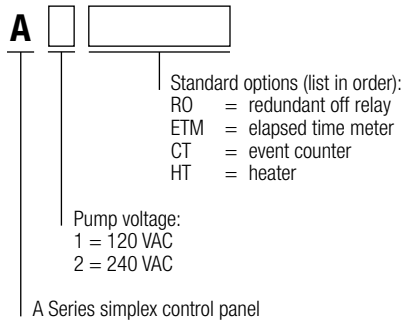 A
Standard options (list in order):
RO = redundant off relay
ETM = elapsed time meter
CT = event counter
HT = heater
Pump voltage:
1 = 120 VAC
2 = 240 VAC
A Series simplex control panel